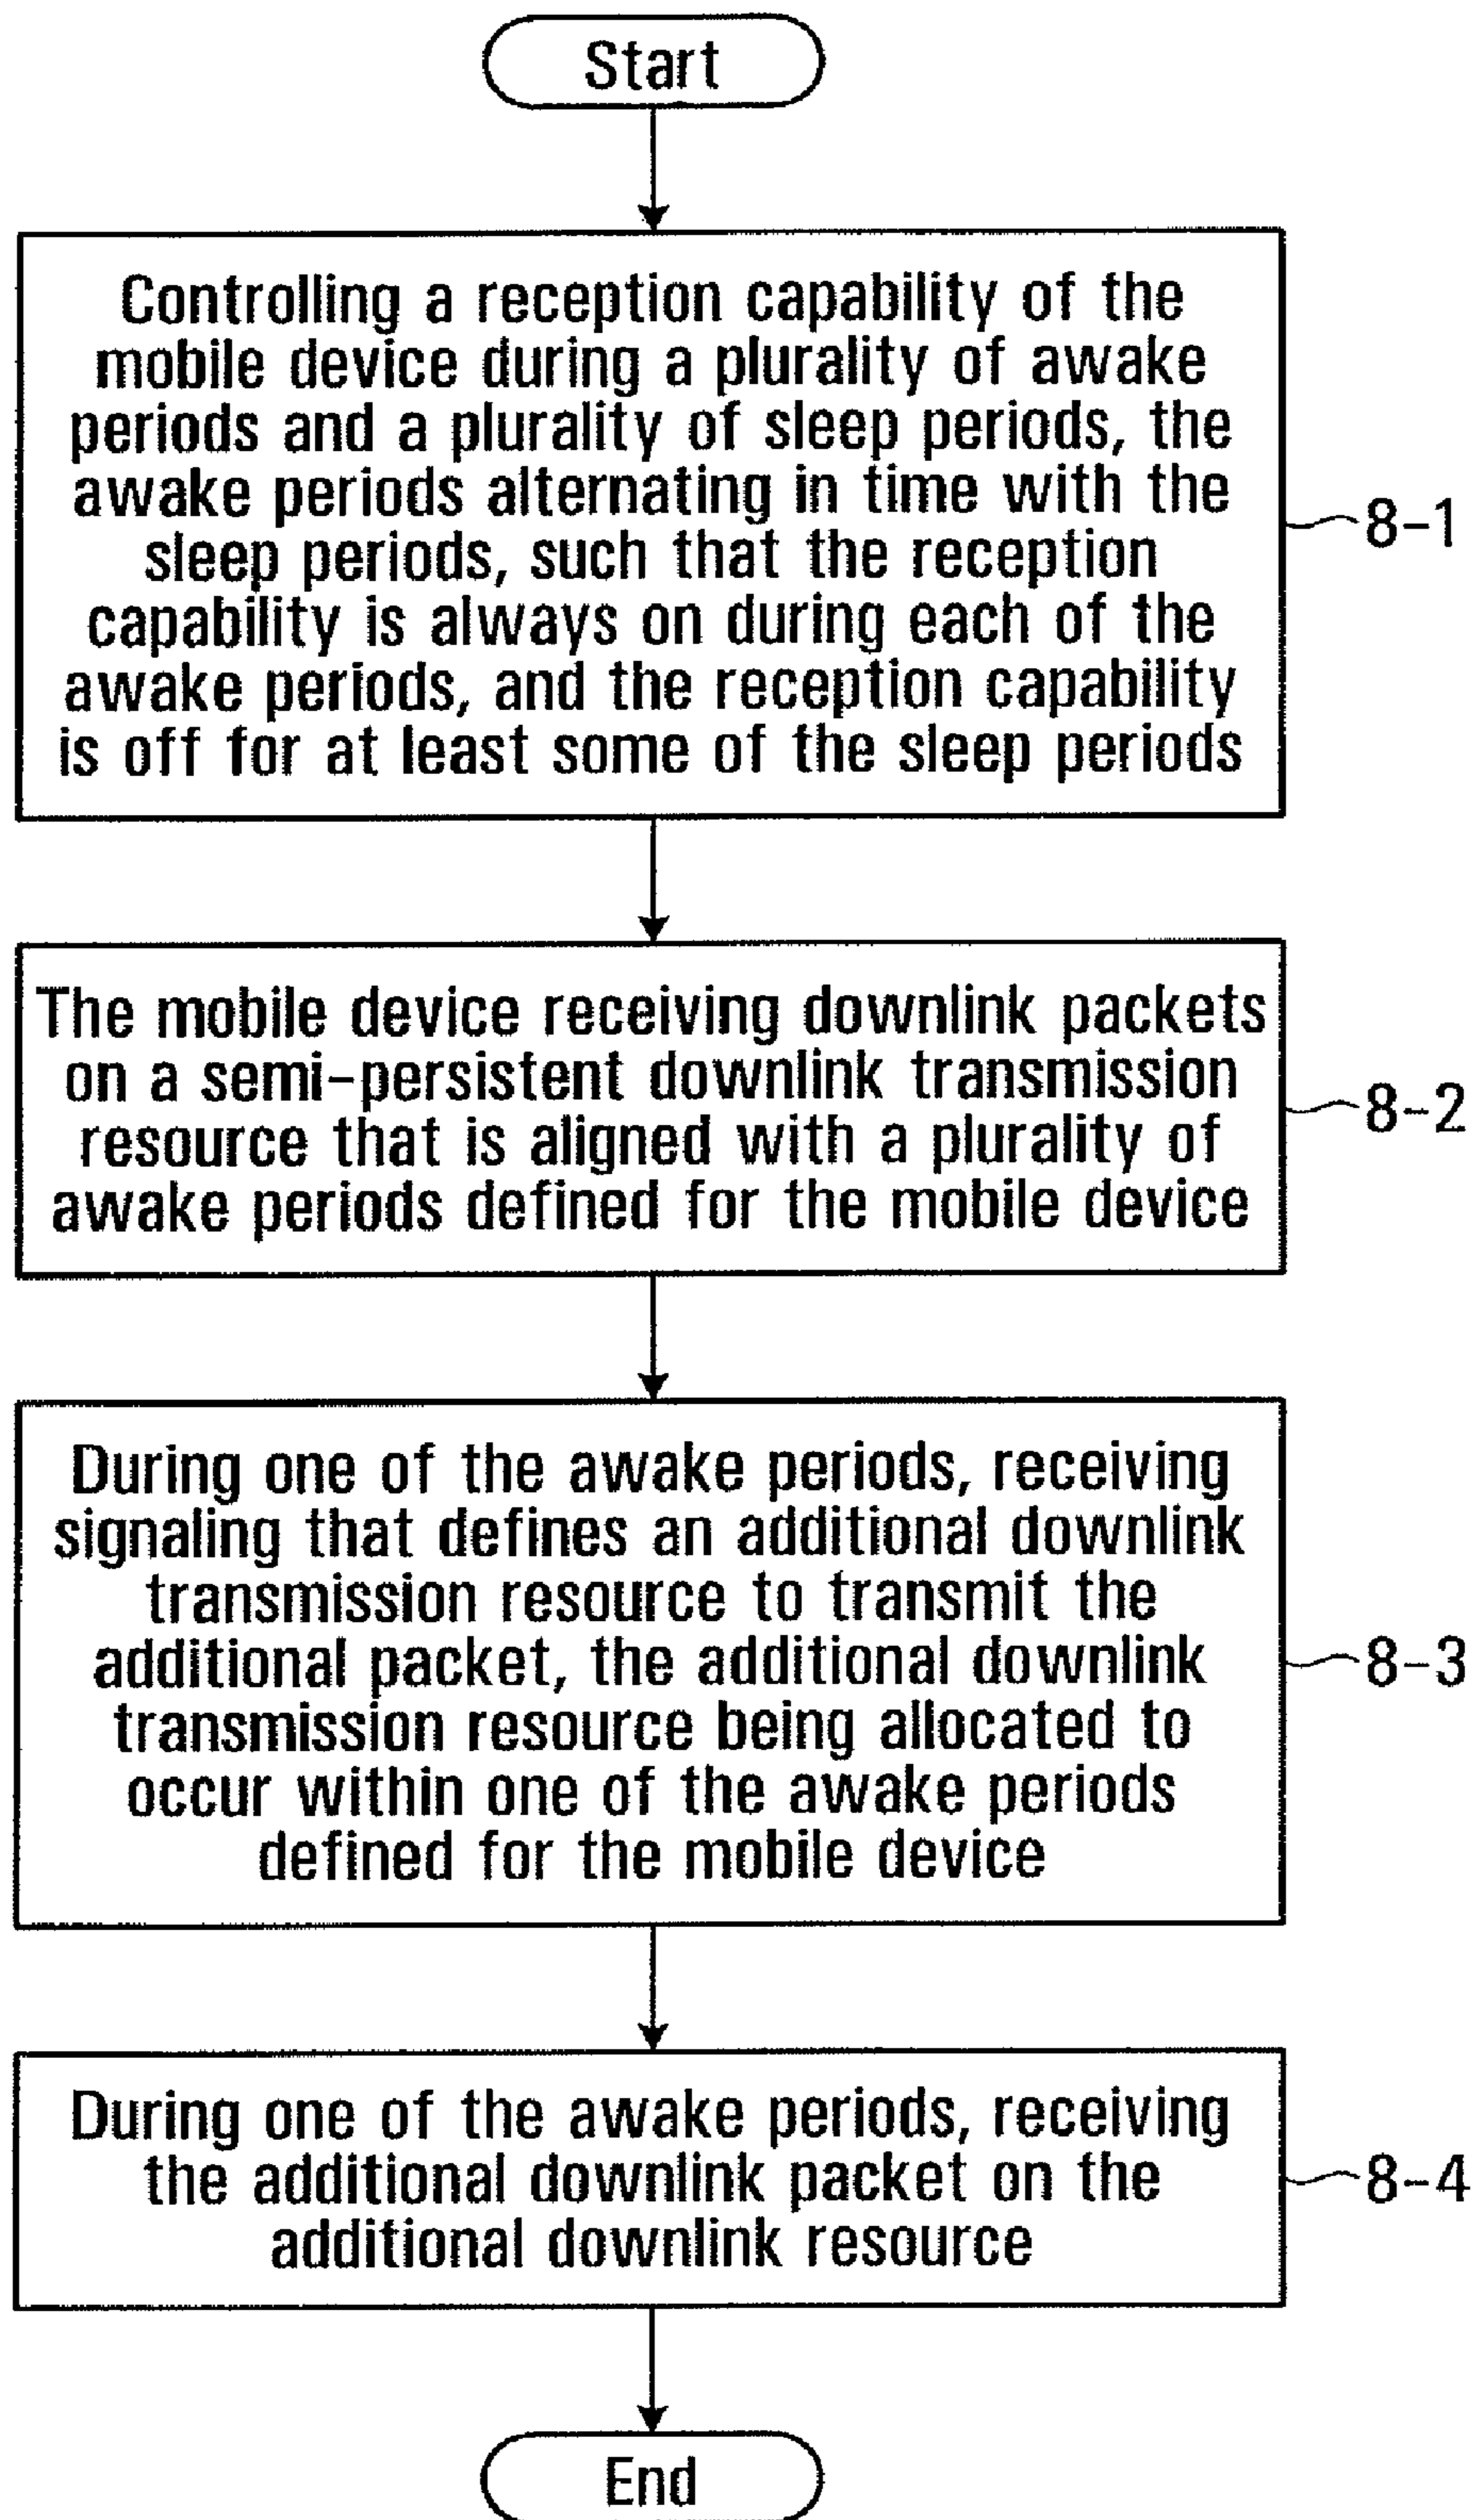 Start
Controlling a reception capability of the
mobile device during a plurality of awake
periods and a plurality of sleep periods, the
awake periods alternating in time with the
sleep periods, such that the reception
capability is always on during each of the
awake periods, and the reception capability
is off for at least some of the sleep periods
8-1
The mobile device receiving downlink packets
on a semi-persistent downlink transmission
resource that is aligned with a plurality of
awake periods defined for the mobile device
8-2
During one of the awake periods, receiving
signaling that defines an additional downlink
transmission resource to transmit the
additional packet, the additional downlink
transmission resource being allocated to
occur within one of the awake periods
defined for the mobile device
8-3
During one of the awake periods, receiving
the additional downlink packet on the
additional downlink resource
8-4
End